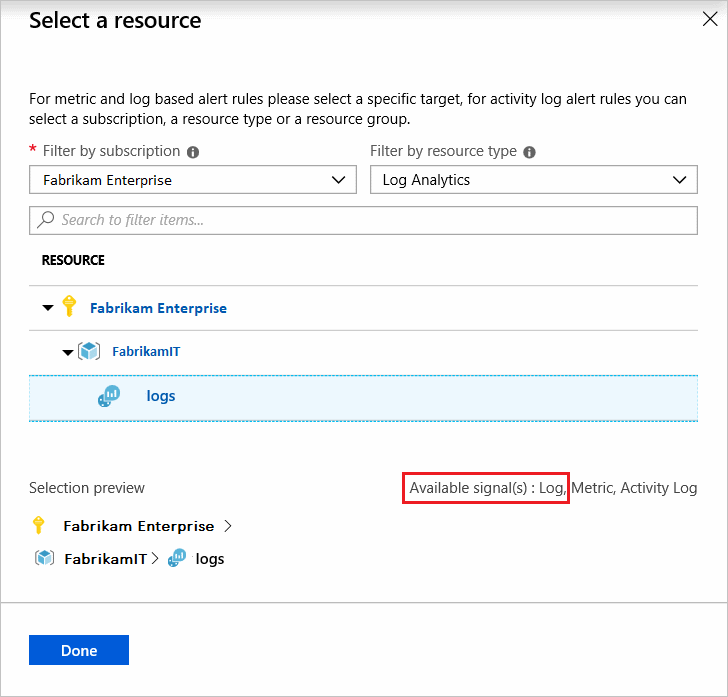 Select a resource
For metric and log based alert rules please select a specific target, for activity log alert rules you can
select a subscription, a resource type or a resource group.
* Filter by subscription Filter by resource type
Fabrikam Enterprise Log Analytics
Search to filter items...
RESOURCE
Fabrikam Enterprise
FabrikamIT
logs
Selection preview Available signal(s) : Log, Metric, Activity Log
Fabrikam Enterprise >
FabrikamIT > logs
Done